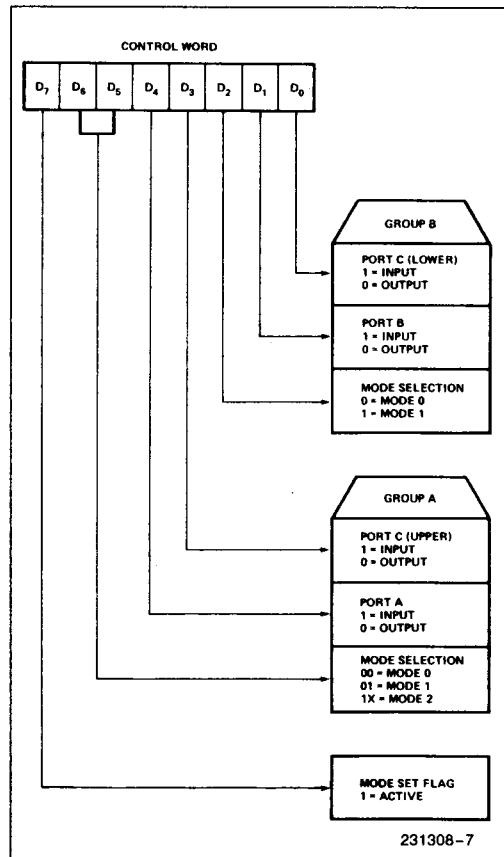 CONTROL WORD
D7 D6 D5 D4 D3 D2 D1 D0
GROUP B
PORT C (LOWER)
1 = INPUT
0 = OUTPUT
PORT B
1 = INPUT
0 = OUTPUT
MODE SELECTION
0 = MODE 0
1 = MODE 1
GROUP A
PORT C (UPPER)
1 = INPUT
0 = OUTPUT
PORT A
1 = INPUT
0 = OUTPUT
MODE SELECTION
00 = MODE 0
01 = MODE 1
1X = MODE 2
MODE SET FLAG
1 = ACTIVE
231308-7